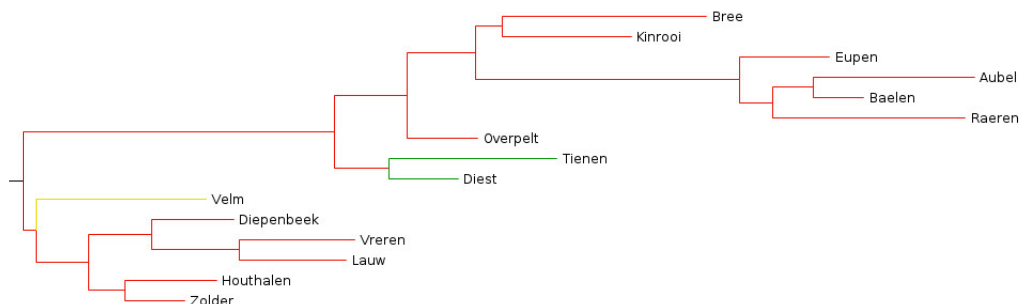 Bree
Kinrooi
Eupen
Aubel
Baelen
Raeren
Overpelt
Tienen
Diest
Velm
Diepenbeek
Vreren
Lauw
Houthalen
Zolder